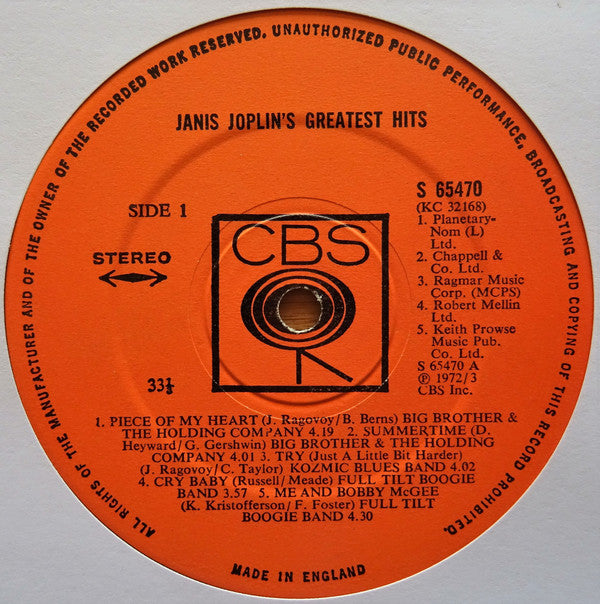 ALL RIGHTS OF THE MANUFACTURER AND OF THE OWNER OF THE RECORDED WORK RESERVED. UNAUTHORIZED PUBLIC PERFORMANCE, BROADCASTING AND COPYING OF THIS RECORD PROHIBITED.
JANIS JOPLIN'S GREATEST HITS
SIDE 1
STEREO
33⅓
CBS
S 65470
(KC 32168)
1. Planetary-
Nom (L)
Ltd.
2. Chappell &
Co. Ltd.
3. Ragmar Music
Corp. (MCPS)
4. Robert Mellin
Ltd.
5. Keith Prowse
Music Pub.
Co. Ltd.
S 65470 A
℗ 1972/3
CBS Inc.
1. PIECE OF MY HEART (J. Ragovoy/B. Berns) BIG BROTHER &
THE HOLDING COMPANY 4.19 2. SUMMERTIME (D.
Heyward/G. Gershwin) BIG BROTHER & THE HOLDING
COMPANY 4.01 3. TRY (Just A Little Bit Harder)
(J. Ragovoy/C. Taylor) KOZMIC BLUES BAND 4.02
4. CRY BABY (Russell/Meade) FULL TILT BOOGIE
BAND 3.57 5. ME AND BOBBY McGEE
(K. Kristofferson/F. Foster) FULL TILT
BOOGIE BAND 4.30
MADE IN ENGLAND